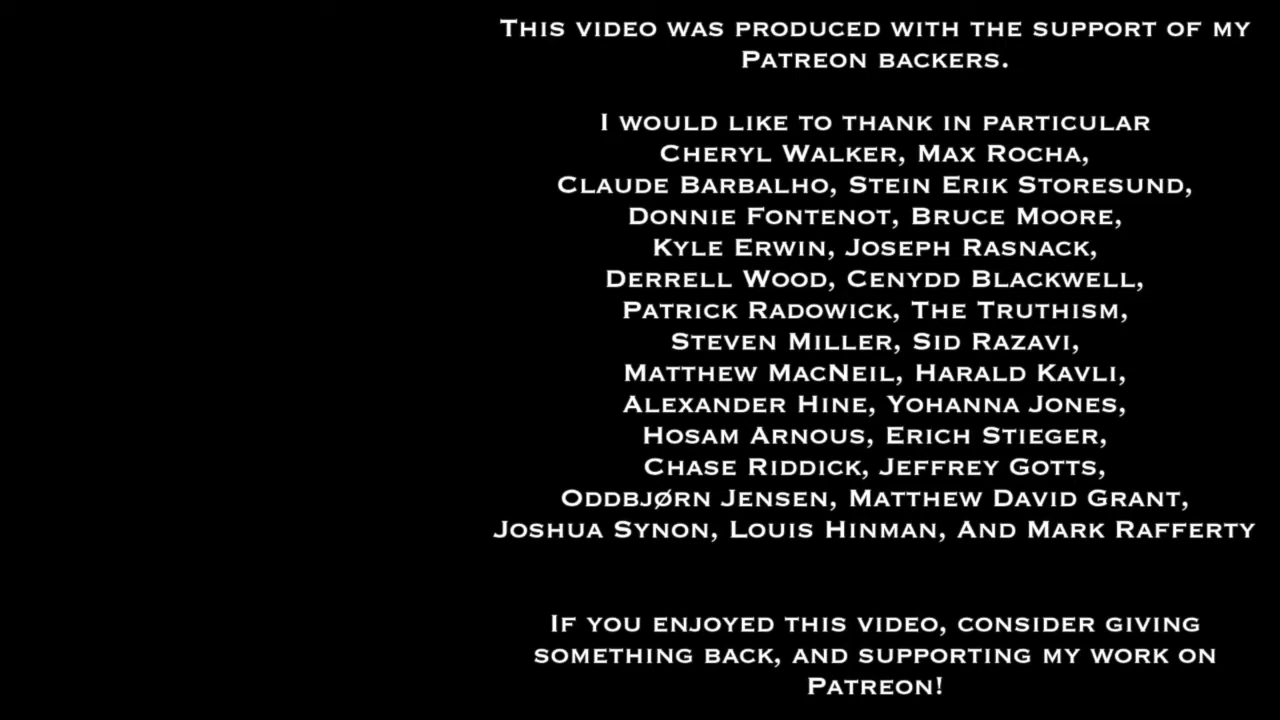 This video was produced with the support of my
Patreon backers.
I would like to thank in particular
Cheryl Walker, Max Rocha,
Claude Barbalho, Stein Erik Storesund,
Donnie Fontenot, Bruce Moore,
Kyle Erwin, Joseph Rasnack,
Derrell Wood, Cenydd Blackwell,
Patrick Radowick, The Truthism,
Steven Miller, Sid Razavi,
Matthew MacNeil, Harald Kavli,
Alexander Hine, Yohanna Jones,
Hosam Arnous, Erich Stieger,
Chase Riddick, Jeffrey Gotts,
Oddbjørn Jensen, Matthew David Grant,
Joshua Synon, Louis Hinman, And Mark Rafferty
If you enjoyed this video, consider giving
something back, and supporting my work on
Patreon!